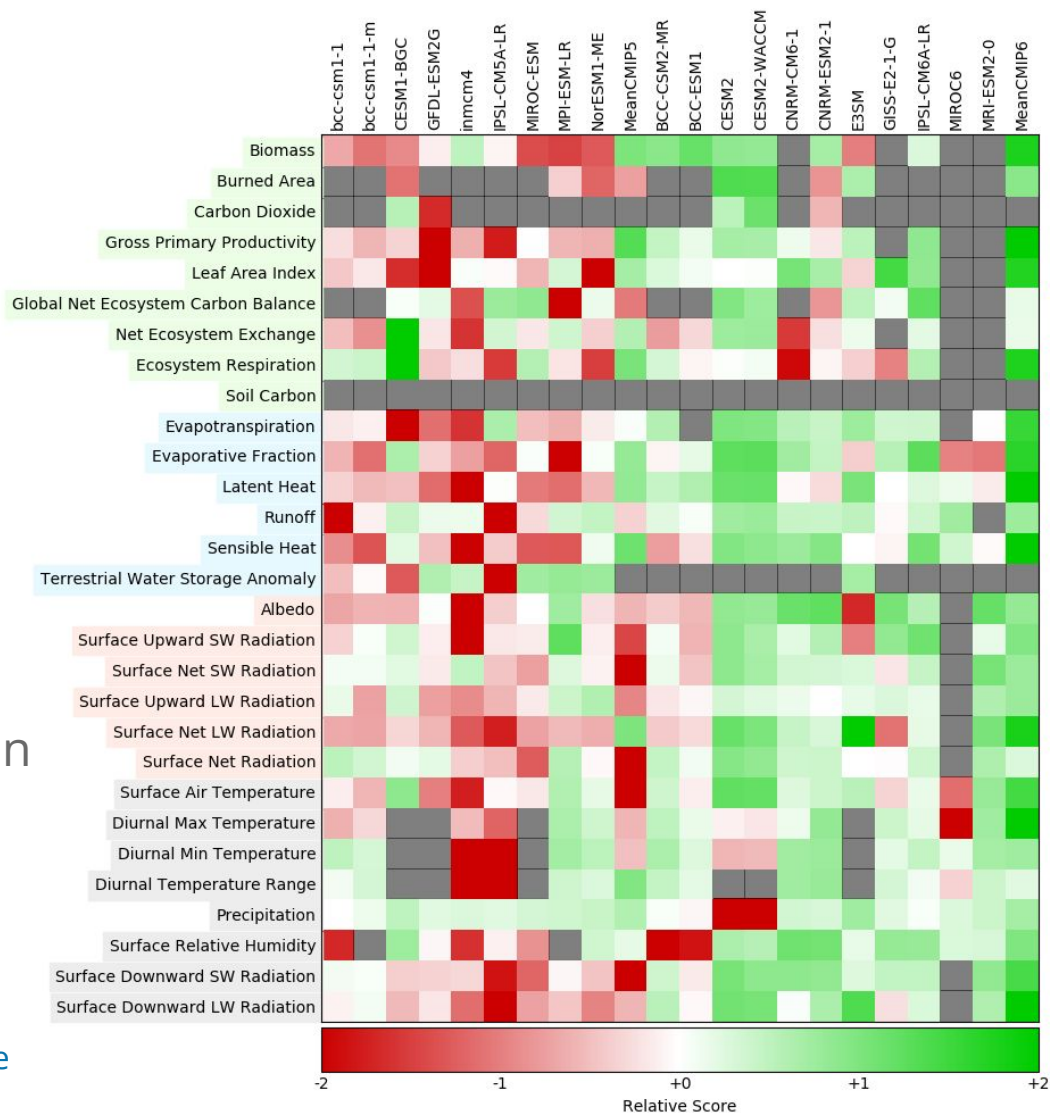 bcc-csm1-1
bcc-csm1-1-m
CESM1-BGC
GFDL-ESM2G
inmcm4
IPSL-CM5A-LR
MIROC-ESM
MPI-ESM-LR
NorESM1-ME
MeanCMIP5
BCC-CSM2-MR
BCC-ESM1
CESM2
CESM2-WACCM
CNRM-CM6-1
CNRM-ESM2-1
E3SM
GISS-E2-1-G
IPSL-CM6A-LR
MIROC6
MRI-ESM2-0
MeanCMIP6
Biomass
Burned Area
Carbon Dioxide
Gross Primary Productivity
Leaf Area Index
Global Net Ecosystem Carbon Balance
Net Ecosystem Exchange
Ecosystem Respiration
Soil Carbon
Evapotranspiration
Evaporative Fraction
Latent Heat
Runoff
Sensible Heat
Terrestrial Water Storage Anomaly
Albedo
Surface Upward SW Radiation
Surface Net SW Radiation
Surface Upward LW Radiation
n
Surface Net LW Radiation
Surface Net Radiation
Surface Air Temperature
Diurnal Max Temperature
Diurnal Min Temperature
Diurnal Temperature Range
Precipitation
Surface Relative Humidity
Surface Downward SW Radiation
Surface Downward LW Radiation
e
-2 -1 +0 +1 +2
Relative Score